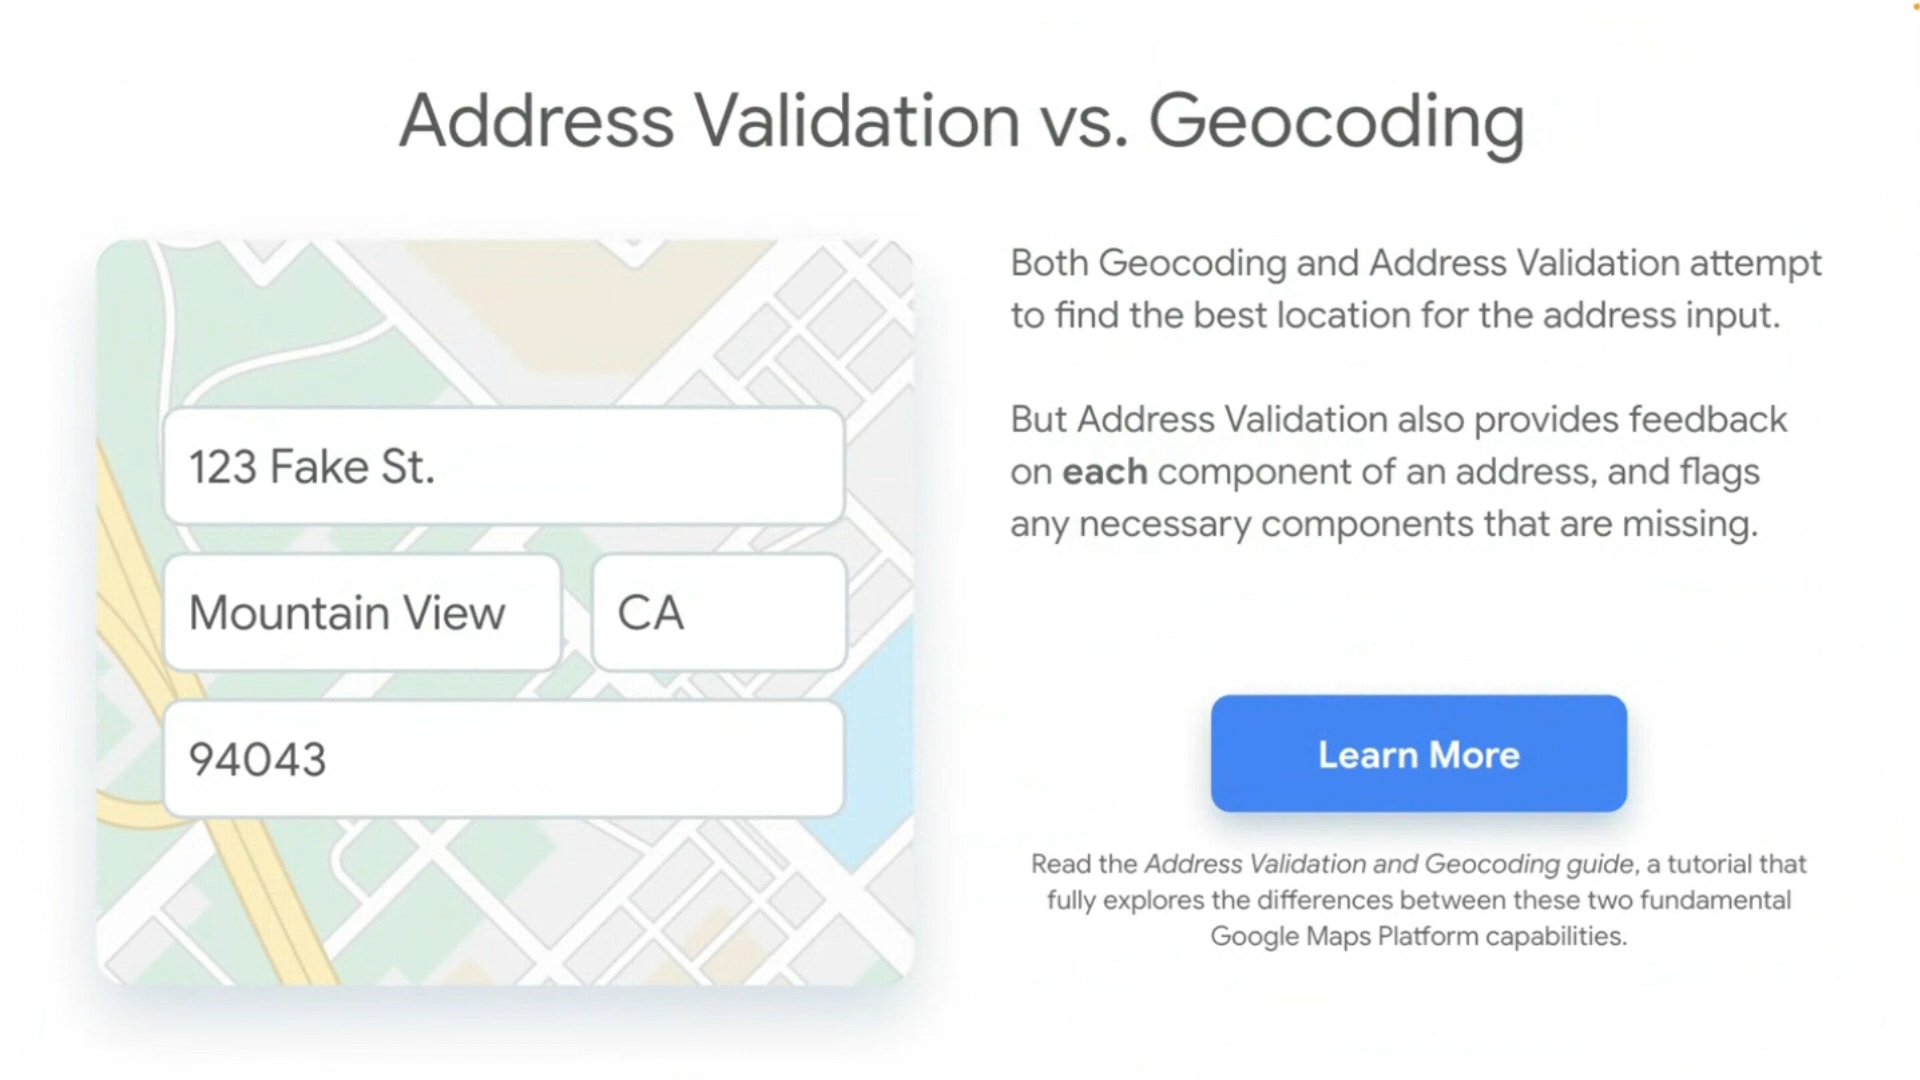 Address Validation vs. Geocoding
123 Fake St.
Mountain View
CA
94043
Both Geocoding and Address Validation attempt
to find the best location for the address input.
But Address Validation also provides feedback
on each component of an address, and flags
any necessary components that are missing.
Learn More
Read the Address Validation and Geocoding guide, a tutorial that
fully explores the differences between these two fundamental
Google Maps Platform capabilities.